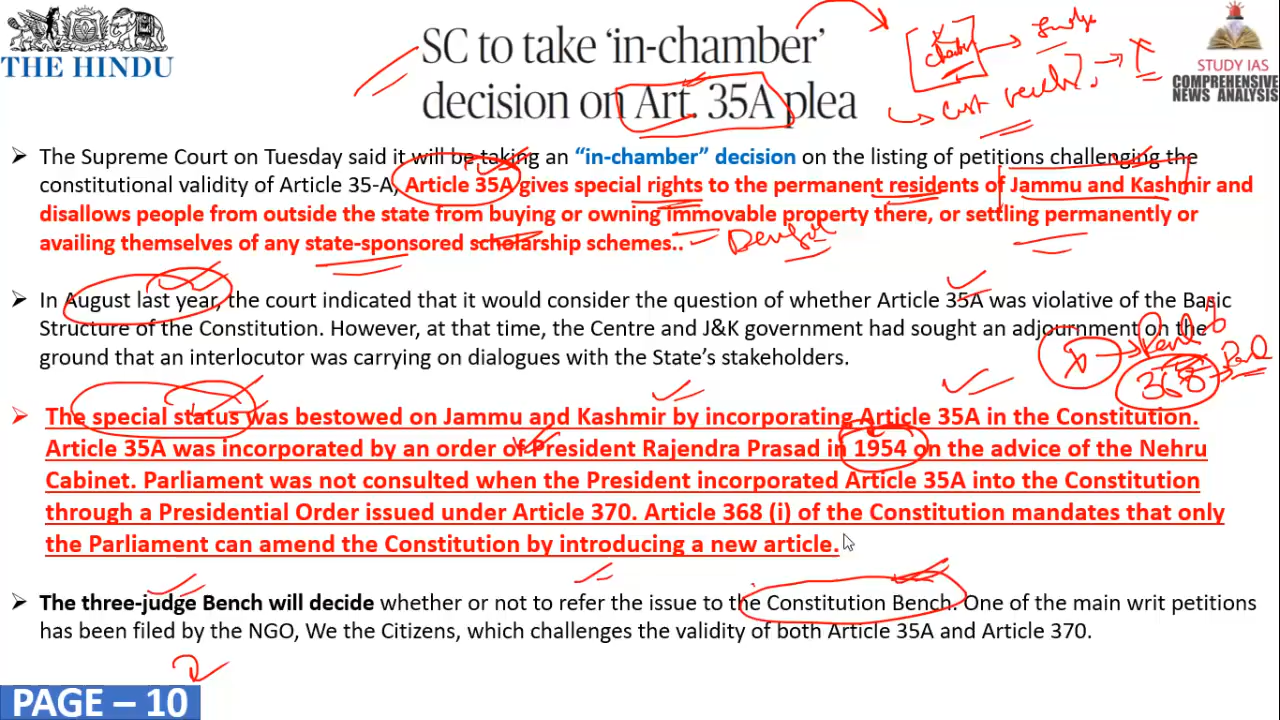 THE HINDU
SC to take ‘in-chamber’
decision on Art. 35A plea
STUDY IAS
COMPREHENSIVE
NEWS ANALYSIS
➢ The Supreme Court on Tuesday said it will be taking an “in-chamber” decision on the listing of petitions challenging the
constitutional validity of Article 35-A, Article 35A gives special rights to the permanent residents of Jammu and Kashmir and
disallows people from outside the state from buying or owning immovable property there, or settling permanently or
availing themselves of any state-sponsored scholarship schemes..
➢ In August last year, the court indicated that it would consider the question of whether Article 35A was violative of the Basic
Structure of the Constitution. However, at that time, the Centre and J&K government had sought an adjournment on the
ground that an interlocutor was carrying on dialogues with the State’s stakeholders.
368
➢ The special status was bestowed on Jammu and Kashmir by incorporating Article 35A in the Constitution.
Article 35A was incorporated by an order of President Rajendra Prasad in 1954 on the advice of the Nehru
Cabinet. Parliament was not consulted when the President incorporated Article 35A into the Constitution
through a Presidential Order issued under Article 370. Article 368 (i) of the Constitution mandates that only
the Parliament can amend the Constitution by introducing a new article.
➢ The three-judge Bench will decide whether or not to refer the issue to the Constitution Bench. One of the main writ petitions
has been filed by the NGO, We the Citizens, which challenges the validity of both Article 35A and Article 370.
PAGE – 10